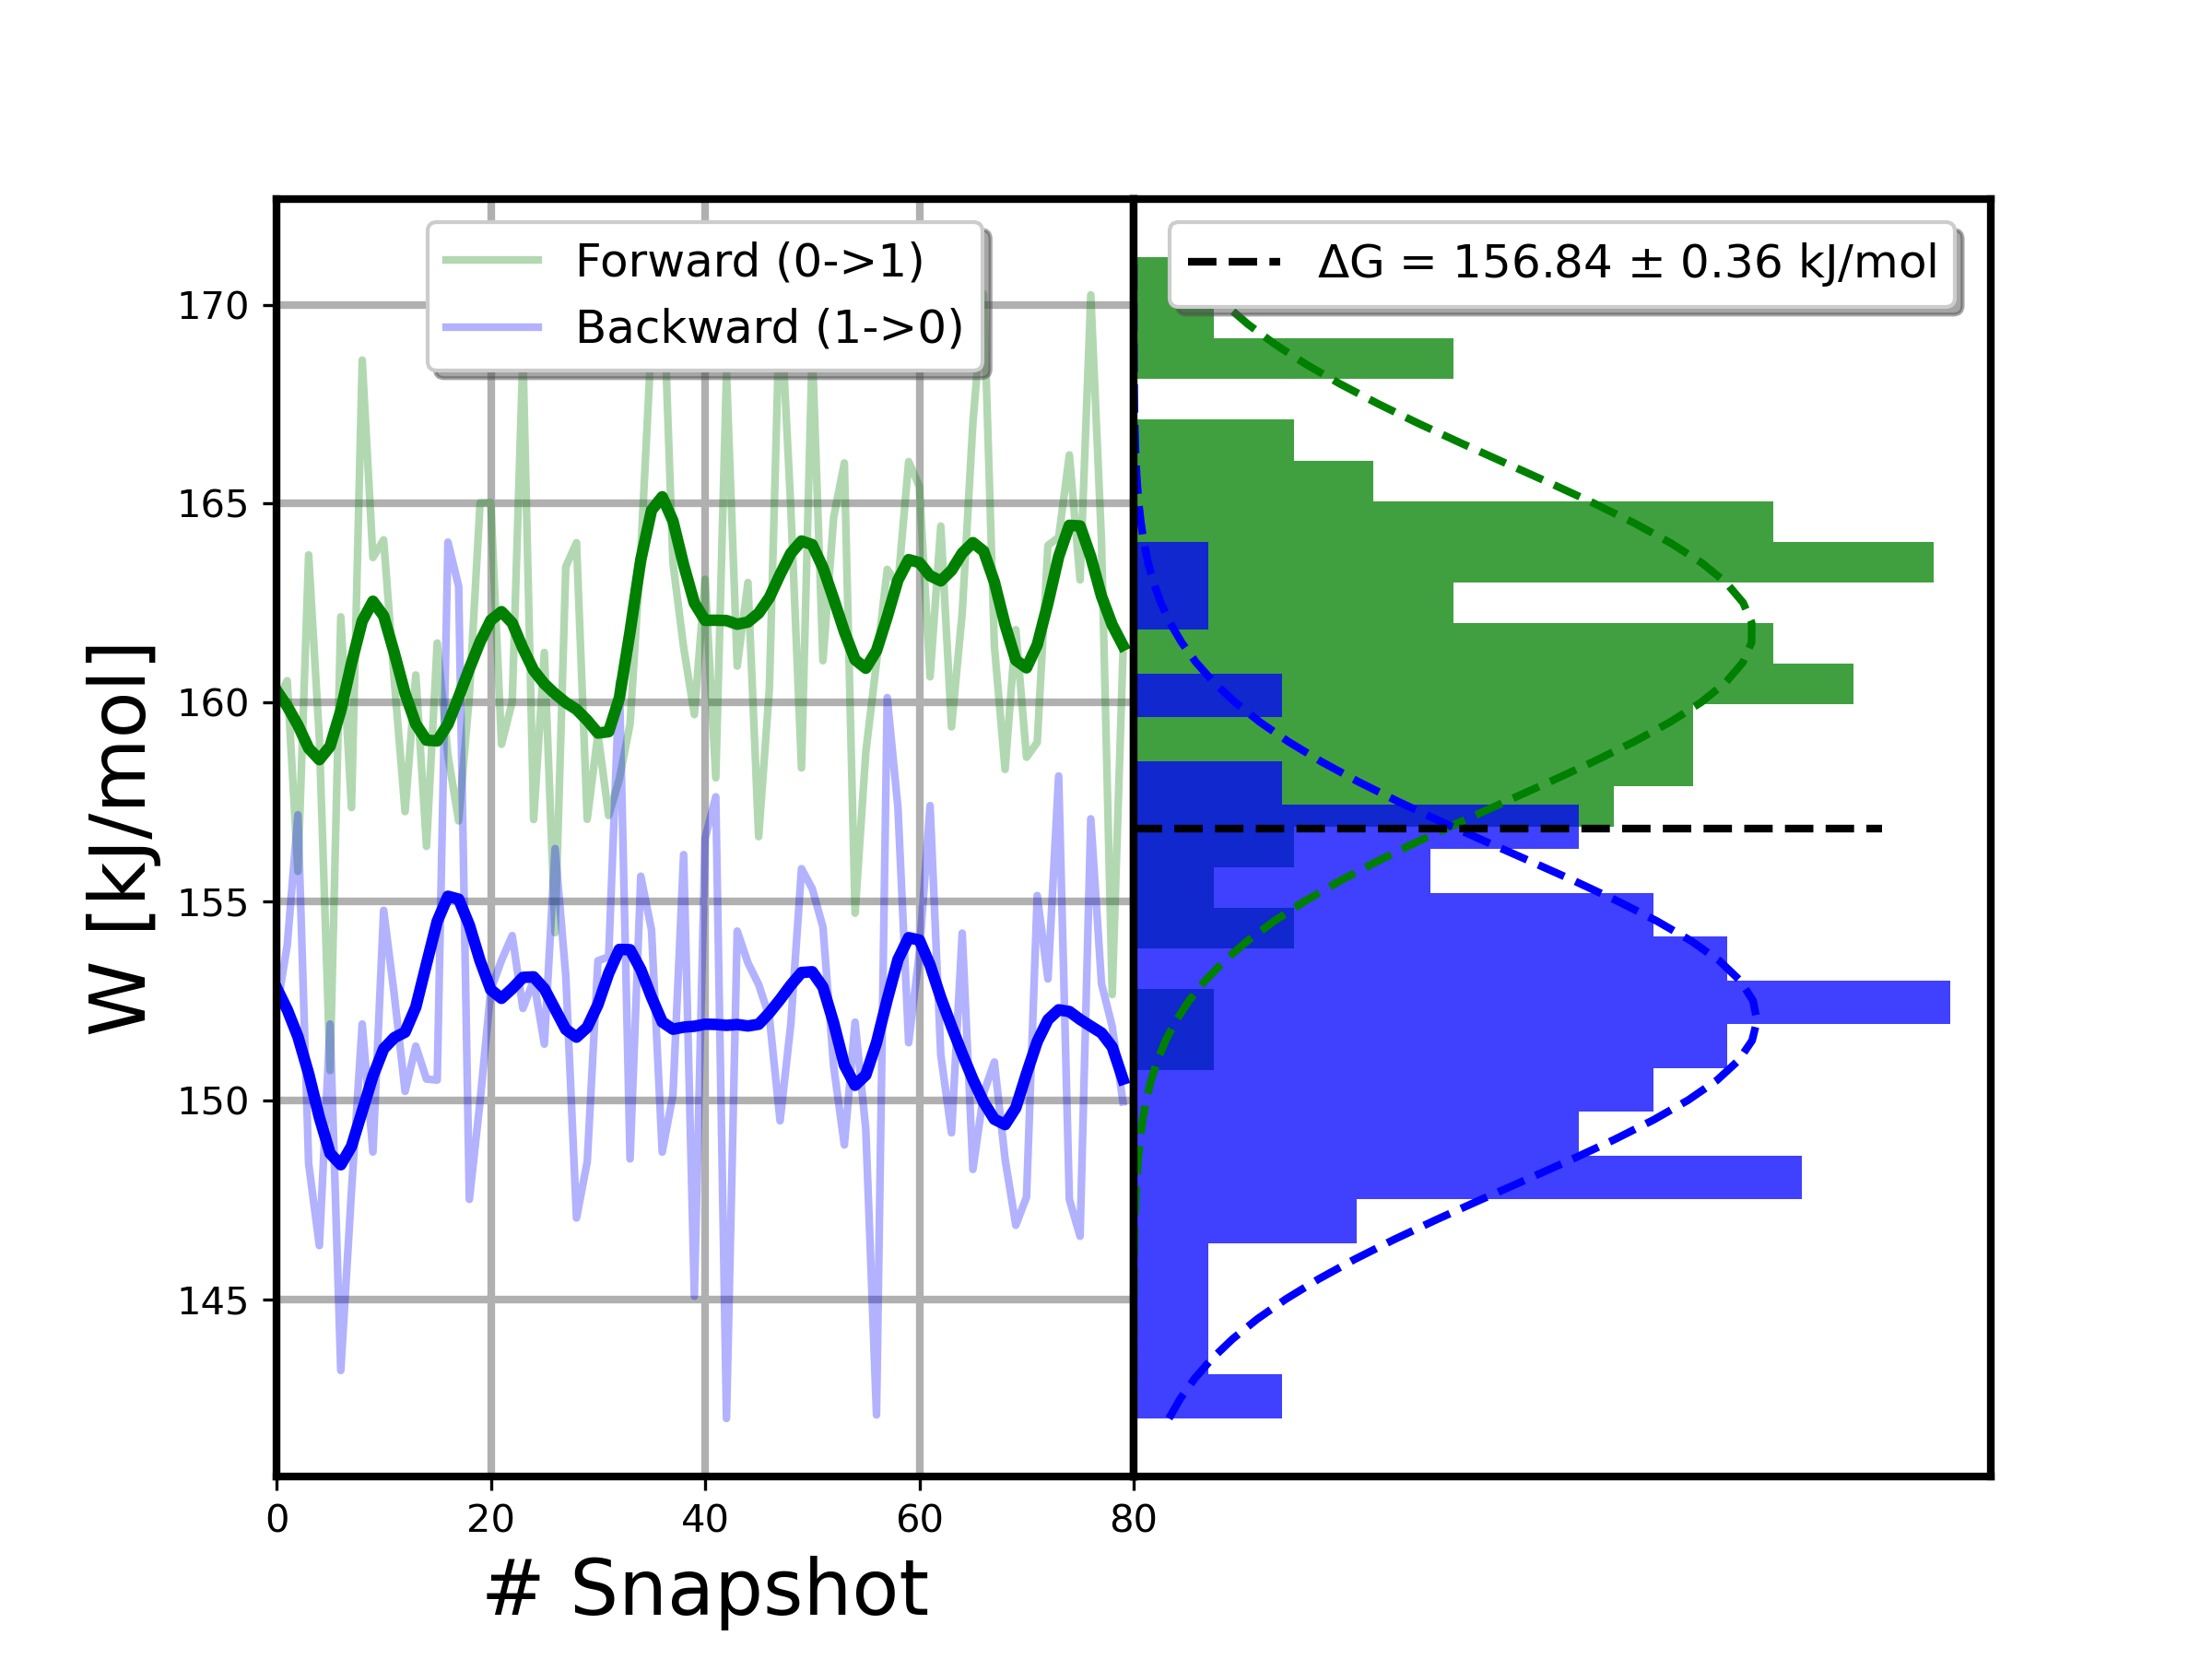 Forward (0->1)
Backward (1->0)
ΔG = 156.84 ± 0.36 kJ/mol
170
165
160
155
150
145
W [kJ/mol]
0 20 40 60 80
# Snapshot